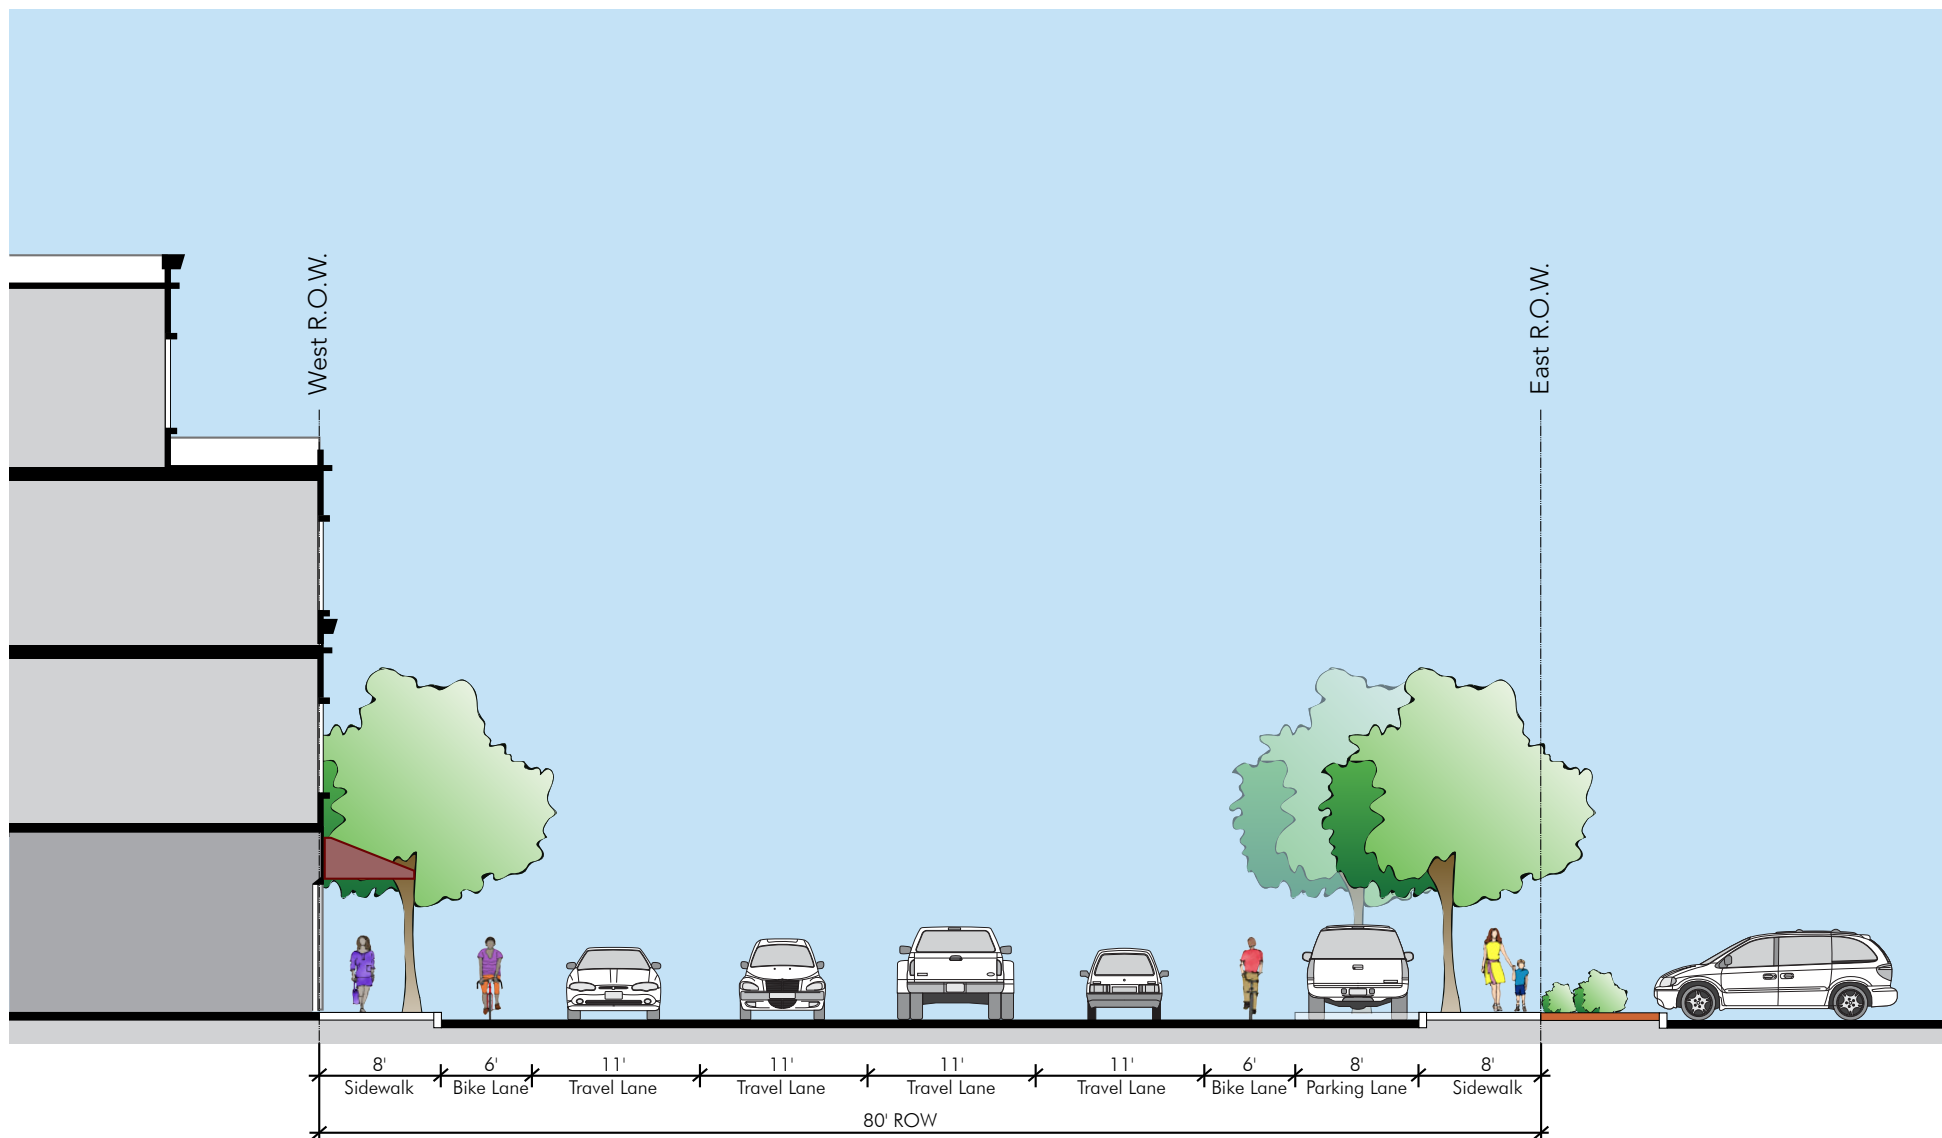 West R.O.W.
East R.O.W.
8' 6' 11' 11' 11' 11' 6' 8' 8'
Sidewalk Bike Lane Travel Lane Travel Lane Travel Lane Travel Lane Bike Lane Parking Lane Sidewalk
80' ROW